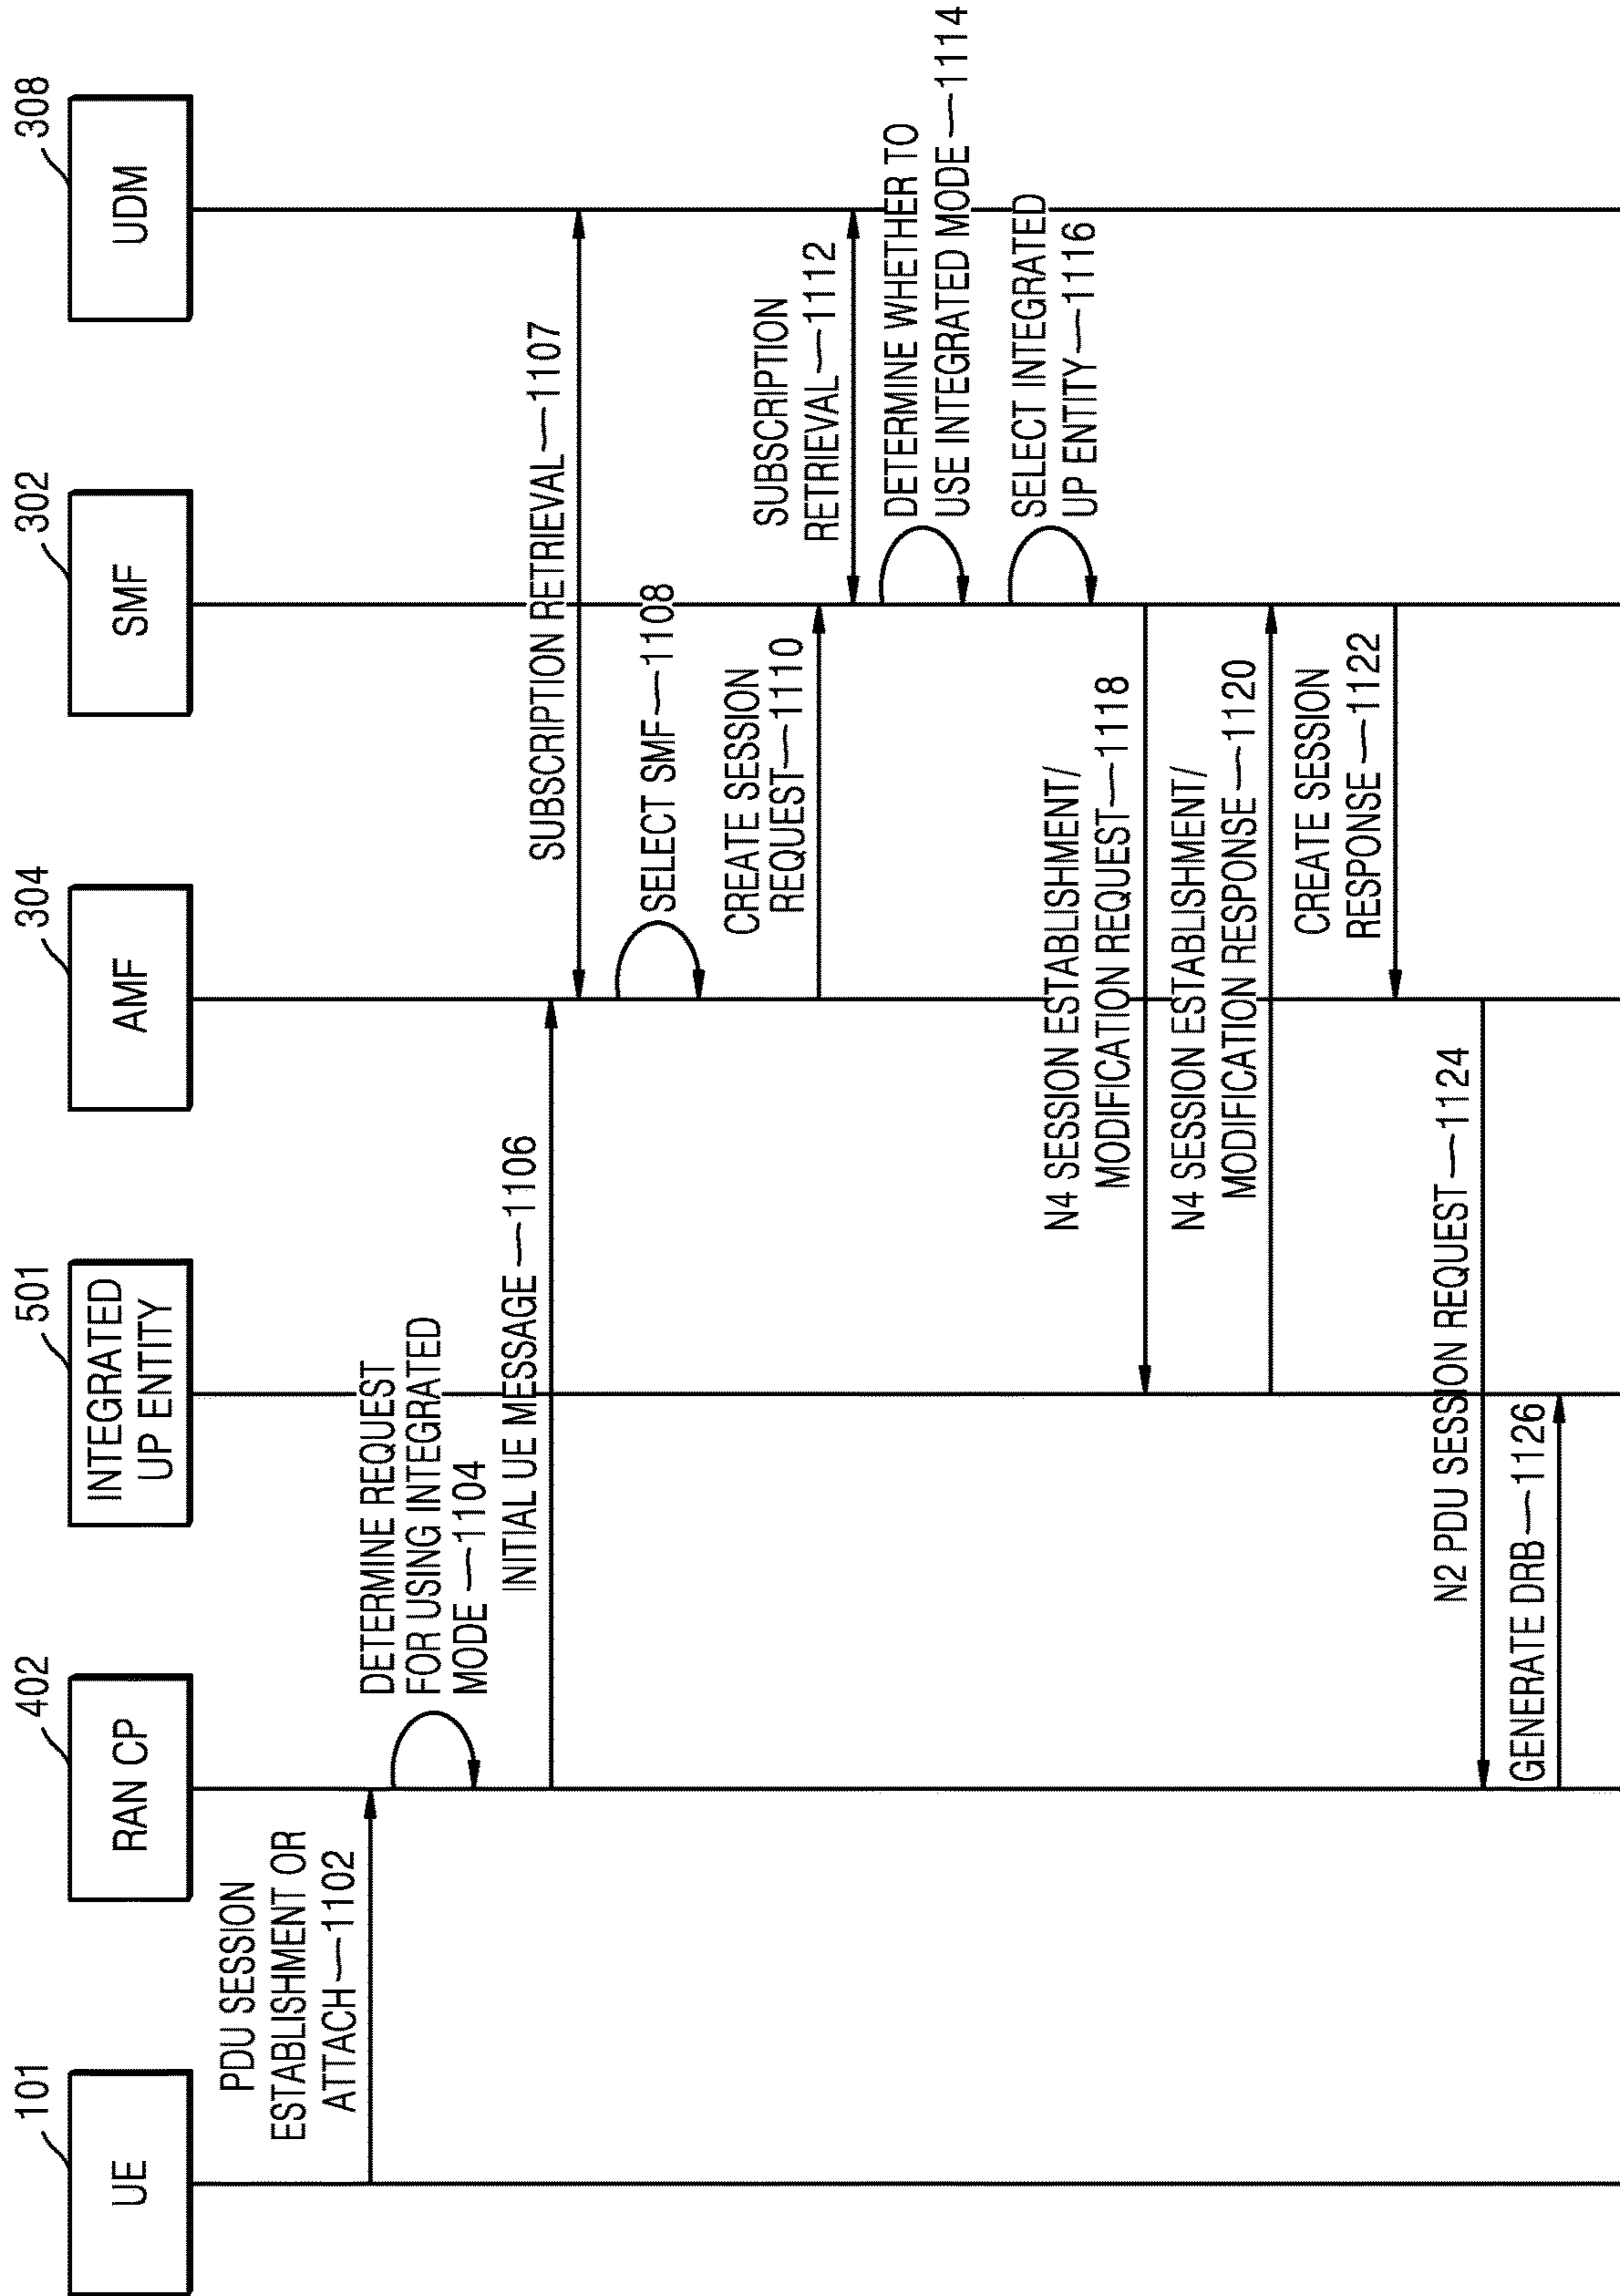 101
UE
402
RAN CP
501
INTEGRATED
UP ENTITY
304
AMF
302
SMF
308
UDM
PDU SESSION
ESTABLISHMENT OR
ATTACH 1102
DETERMINE REQUEST
FOR USING INTEGRATED
MODE 1104
INITIAL UE MESSAGE 1106
SUBSCRIPTION RETRIEVAL 1107
SELECT SMF 1108
CREATE SESSION
REQUEST 1110
SUBSCRIPTION
RETRIEVAL 1112
DETERMINE WHETHER TO
USE INTEGRATED MODE 1114
SELECT INTEGRATED
UP ENTITY 1116
N4 SESSION ESTABLISHMENT/
MODIFICATION REQUEST 1118
N4 SESSION ESTABLISHMENT/
MODIFICATION RESPONSE 1120
CREATE SESSION
RESPONSE 1122
N2 PDU SESSION REQUEST 1124
GENERATE DRB 1126